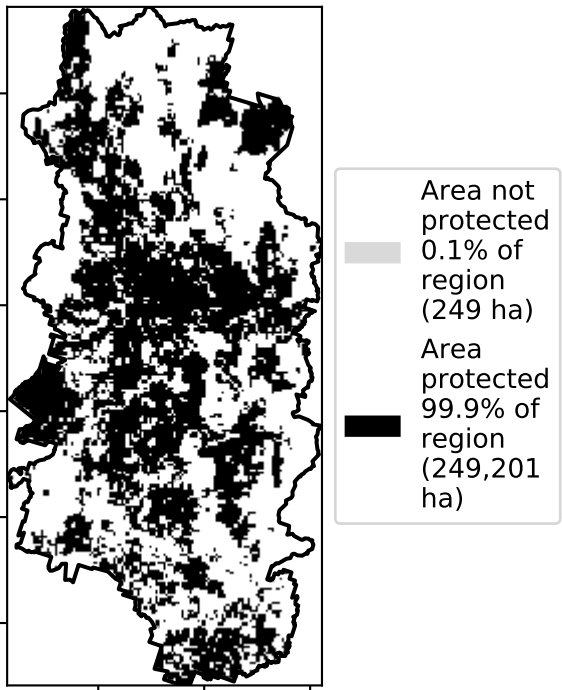 Area not
protected
0.1% of
region
(249 ha)
Area
protected
99.9% of
region
(249,201
ha)